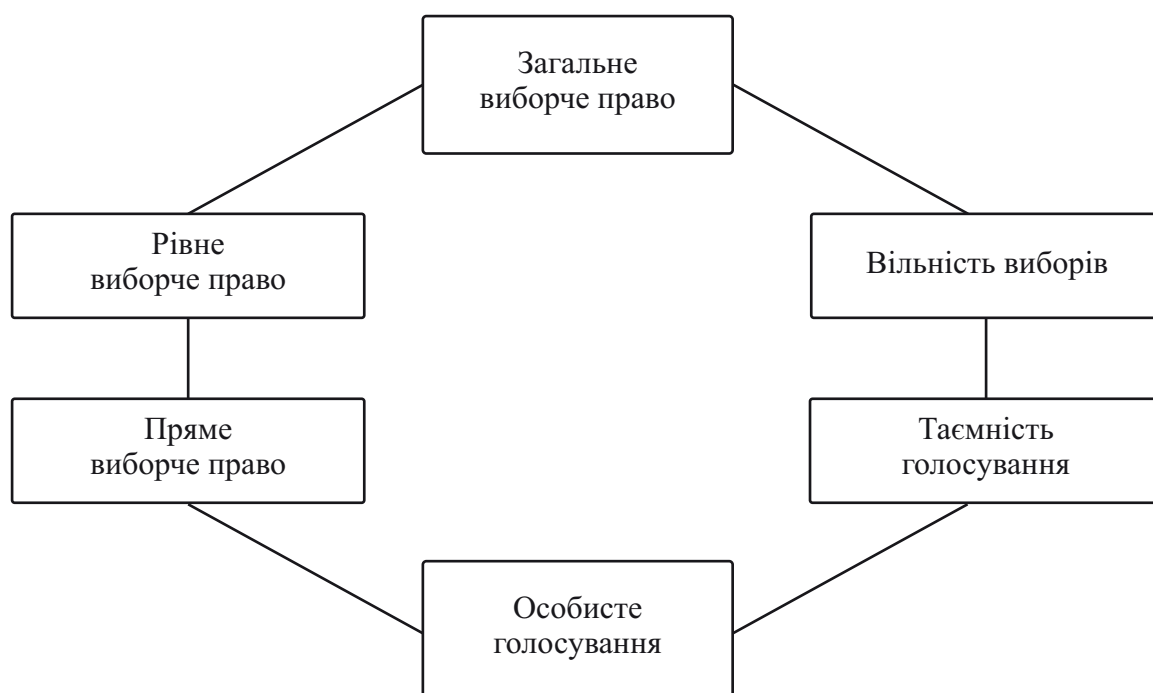 Загальне
виборче право
Рівне
виборче право
Вільність виборів
Пряме
виборче право
Таємність
голосування
Особисте
голосування